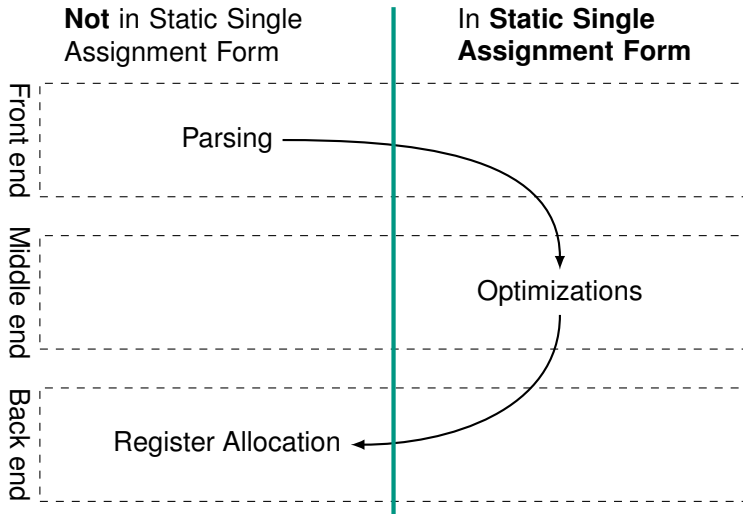 Not in Static Single
Assignment Form
In Static Single
Assignment Form
Front end
Parsing
Middle end
Optimizations
Back end
Register Allocation